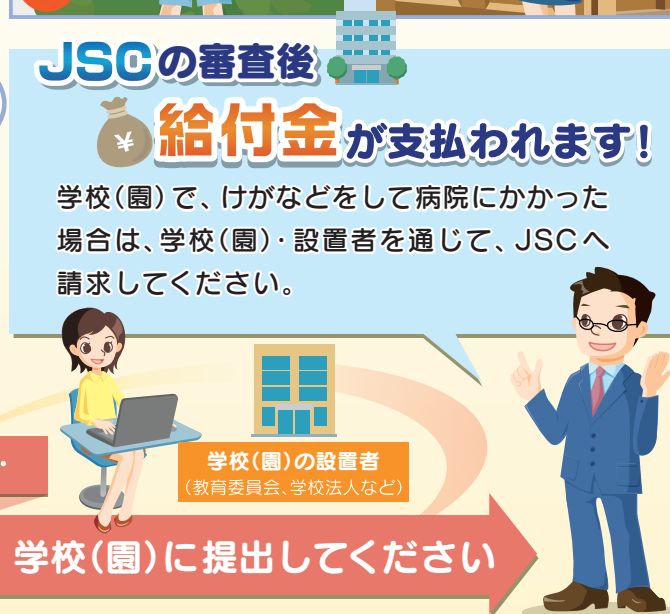 JSCの審査後
¥
給付金が支払われます！
学校（園）で、けがなどをして病院にかかった
場合は、学校（園）・設置者を通じて、JSCへ
請求してください。
学校（園）の設置者
（教育委員会、学校法人など）
・
学校（園）に提出してください